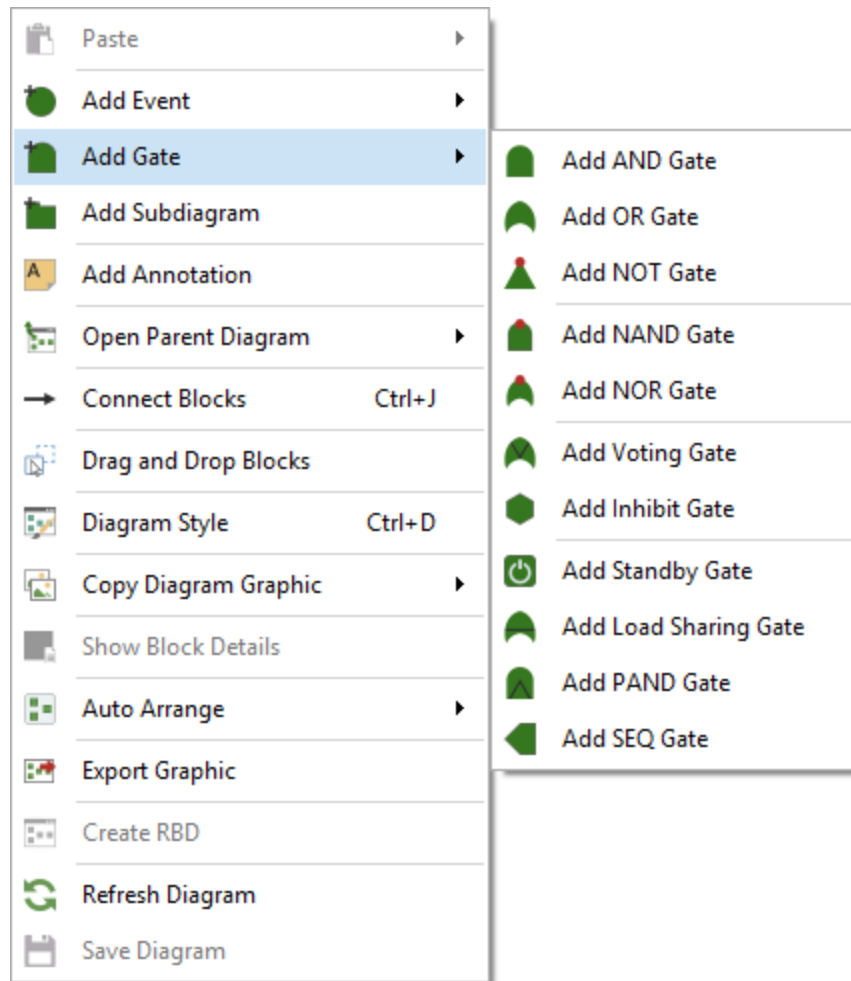 Paste
Add Event
Add Gate
Add Subdiagram
A
Add Annotation
Open Parent Diagram
Connect Blocks Ctrl+J
Drag and Drop Blocks
Diagram Style Ctrl+D
Copy Diagram Graphic
Show Block Details
Auto Arrange
Export Graphic
Create RBD
Refresh Diagram
Save Diagram
Add AND Gate
Add OR Gate
Add NOT Gate
Add NAND Gate
Add NOR Gate
Add Voting Gate
Add Inhibit Gate
Add Standby Gate
Add Load Sharing Gate
Add PAND Gate
Add SEQ Gate